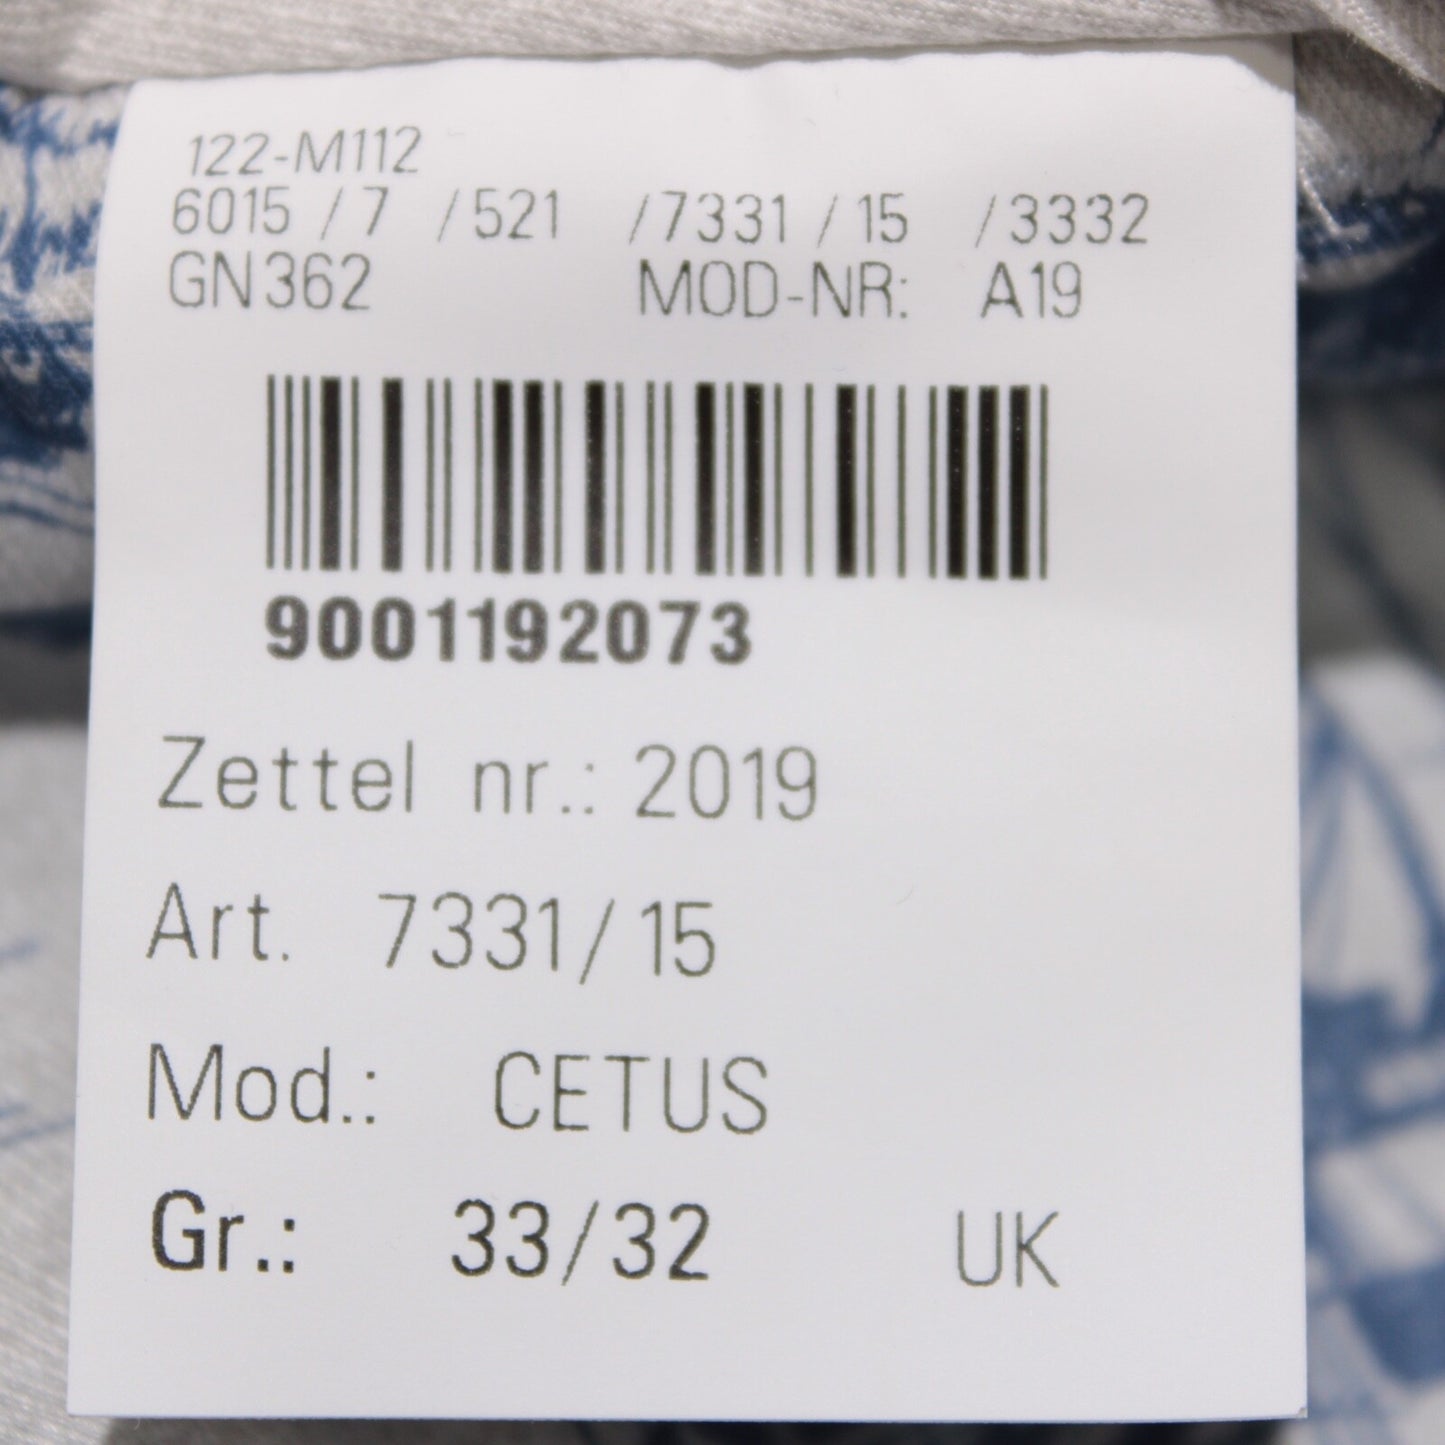 122-M112
6015 / 7 /521 /7331 / 15 /3332
GN362 MOD-NR: A19
9001192073
Zettel nr.: 2019
Art. 7331/15
Mod.: CETUS
Gr.: 33/32 UK